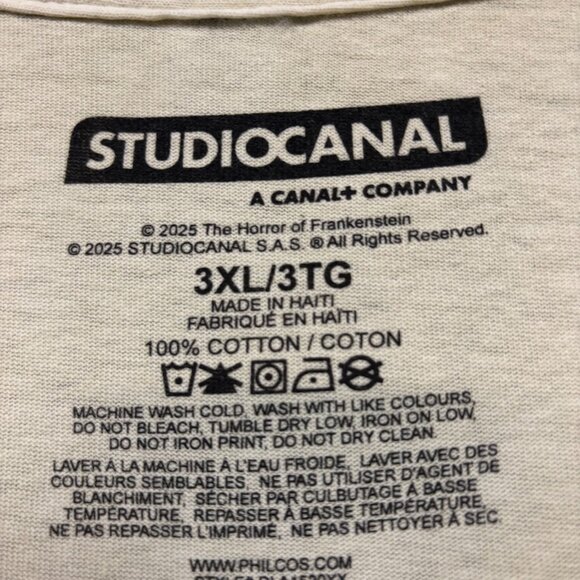 STUDIOCANAL
A CANAL+ COMPANY
© 2025 The Horror of Frankenstein
© 2025 STUDIOCANAL S.A.S. ® All Rights Reserved.
3XL/3TG
MADE IN HAITI
FABRIQUÉ EN HAÏTI
100% COTTON / COTON
MACHINE WASH COLD, WASH WITH LIKE COLOURS,
DO NOT BLEACH, TUMBLE DRY LOW, IRON ON LOW,
DO NOT IRON PRINT, DO NOT DRY CLEAN.
LAVER À LA MACHINE À L'EAU FROIDE, LAVER AVEC DES
COULEURS SEMBLABLES, NE PAS UTILISER D'AGENT DE
BLANCHIMENT, SÉCHER PAR CULBUTAGE À BASSE
TEMPÉRATURE, REPASSER À BASSE TEMPÉRATURE
NE PAS REPASSER L'IMPRIMÉ, NE PAS NETTOYER À SEC
WWW.PHILCOS.COM